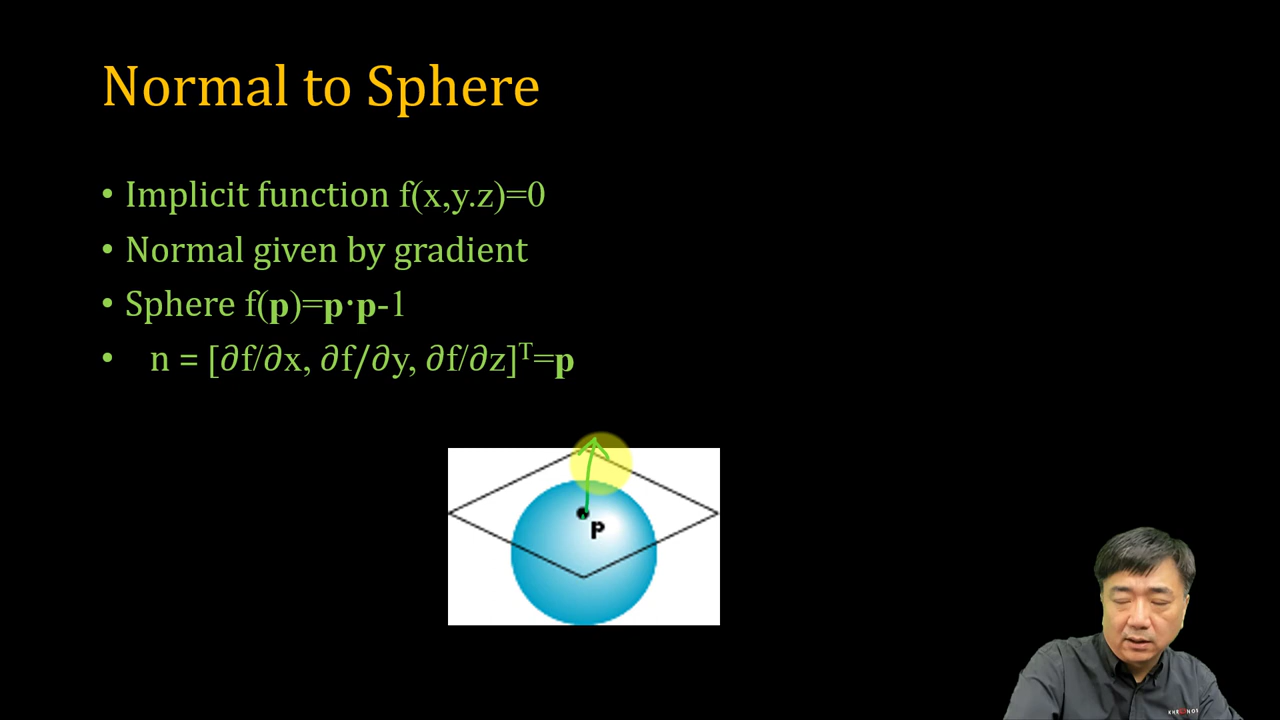 Normal to Sphere
• Implicit function f(x,y.z)=0
• Normal given by gradient
• Sphere f(p)=p·p-1
• n = [∂f/∂x, ∂f/∂y, ∂f/∂z]ᵀ=p
p